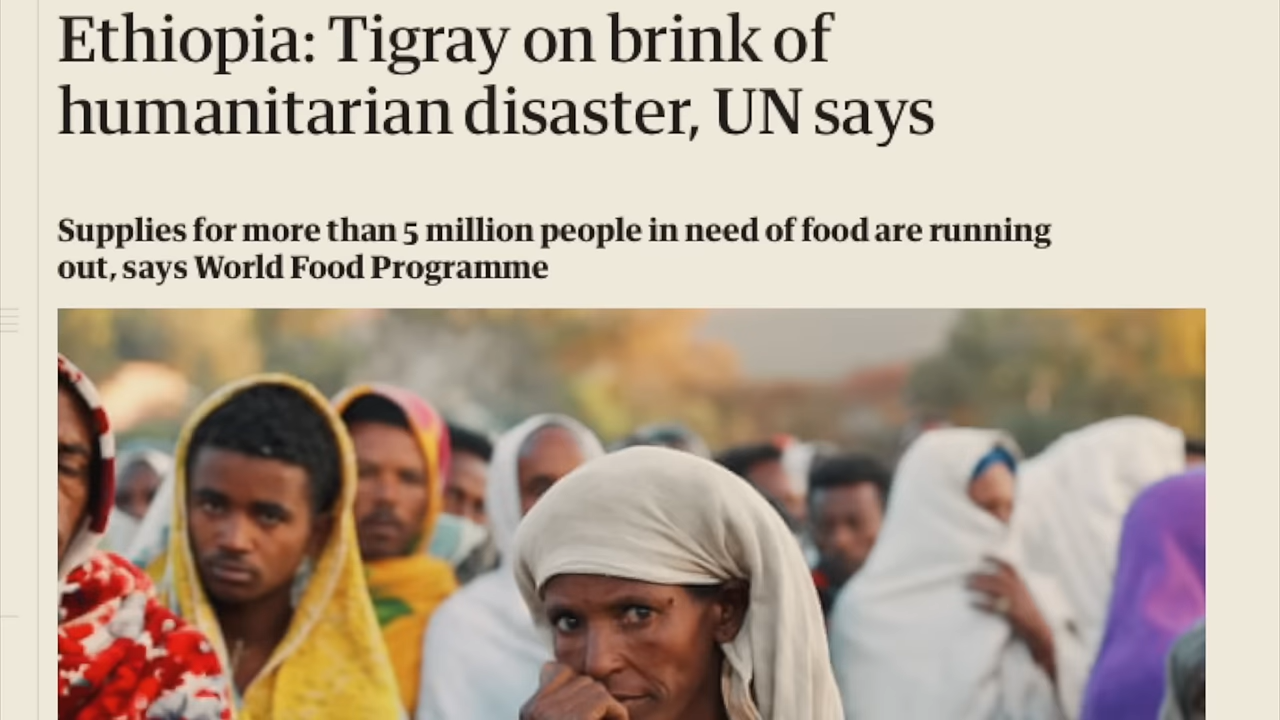 Ethiopia: Tigray on brink of
humanitarian disaster, UN says
Supplies for more than 5 million people in need of food are running
out, says World Food Programme